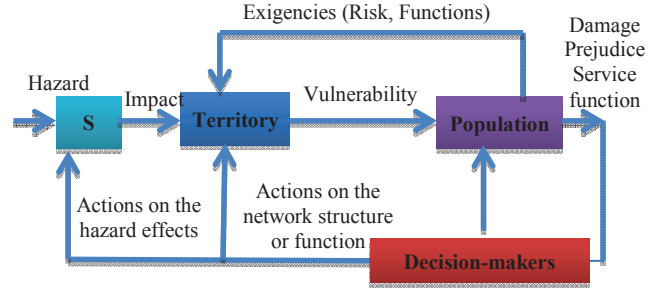 Exigencies (Risk, Functions)
Damage
Prejudice
Service
function
Hazard
Impact
Vulnerability
S
Territory
Population
Actions on the
hazard effects
Actions on the
network structure
or function
Decision-makers